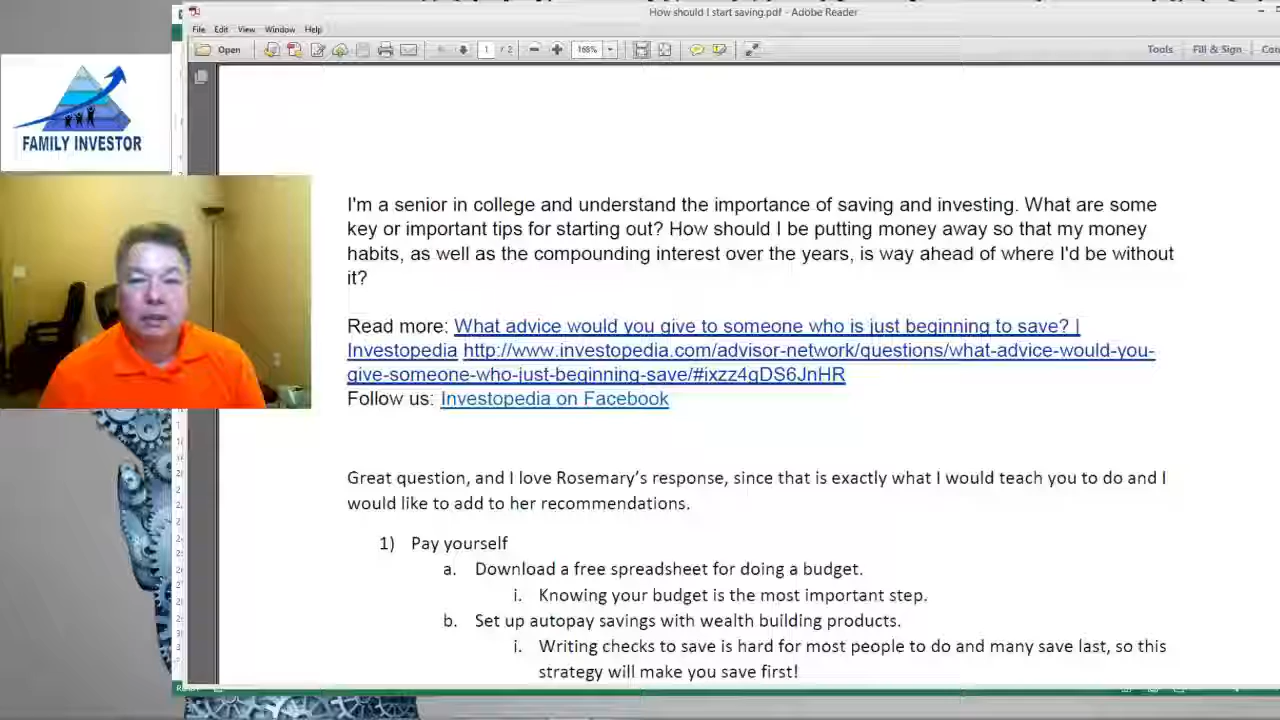 How should I start saving.pdf - Adobe Reader
File Edit View Window Help
Open 1 / 2 168% Tools Fill & Sign
FAMILY INVESTOR
I'm a senior in college and understand the importance of saving and investing. What are some
key or important tips for starting out? How should I be putting money away so that my money
habits, as well as the compounding interest over the years, is way ahead of where I'd be without
it?
Read more: What advice would you give to someone who is just beginning to save? |
Investopedia http://www.investopedia.com/advisor-network/questions/what-advice-would-you-
give-someone-who-just-beginning-save/#ixzz4gDS6JnHR
Follow us: Investopedia on Facebook
Great question, and I love Rosemary’s response, since that is exactly what I would teach you to do and I
would like to add to her recommendations.
1) Pay yourself
a. Download a free spreadsheet for doing a budget.
i. Knowing your budget is the most important step.
b. Set up autopay savings with wealth building products.
i. Writing checks to save is hard for most people to do and many save last, so this
strategy will make you save first!